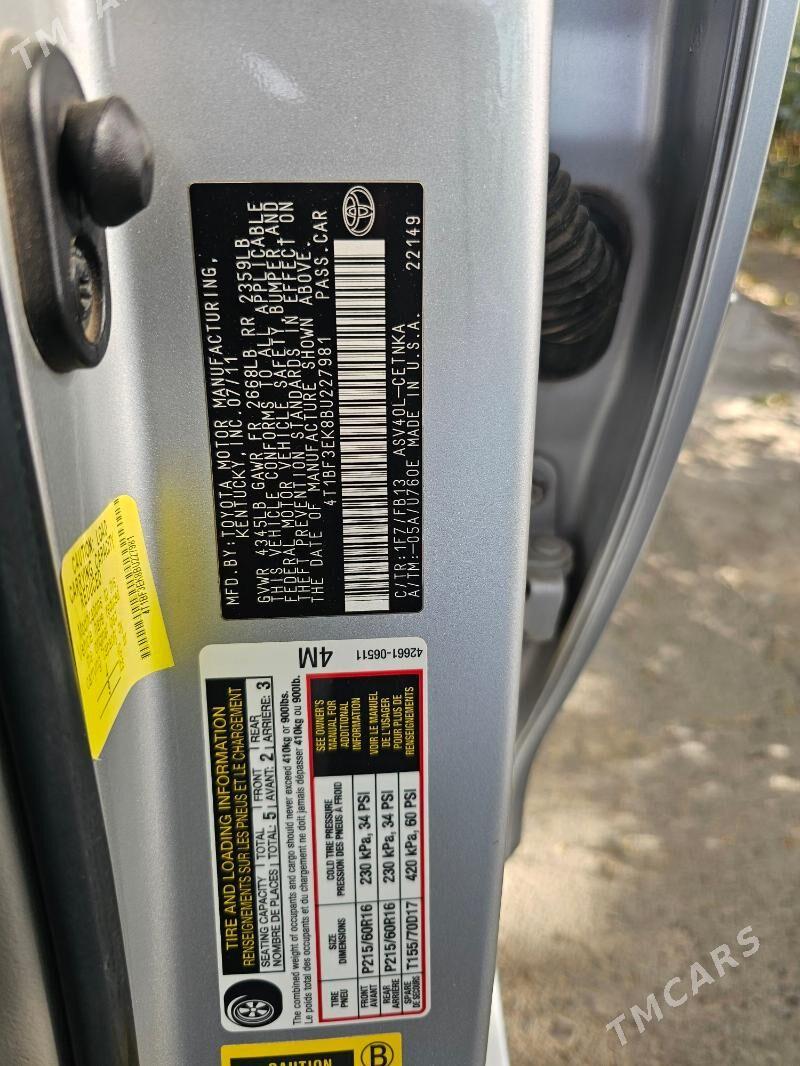 TMCARS
MFD.BY:TOYOTA MOTOR MANUFACTURING,
KENTUCKY, INC. 07/11
GVWR 4345LB GAWR FR 2668LB RR 2359LB
THIS VEHICLE CONFORMS TO ALL APPLICABLE
FEDERAL MOTOR VEHICLE SAFETY, BUMPER, AND
THEFT PREVENTION STANDARDS IN EFFECT ON
THE DATE OF MANUFACTURE SHOWN ABOVE.
4T1BF3EK8BU227981 PASS.CAR
C/TR:1F7/FB13 ASV40L-CETNKA
A/TM:-05A/U760E MADE IN U.S.A. 22149
CAUTION: LOAD
4T1BF3EK8BU227981
4M
42661-06511
TIRE AND LOADING INFORMATION
RENSEIGNEMENTS SUR LES PNEUS ET LE CHARGEMENT
SEATING CAPACITY TOTAL 5 FRONT 2 REAR 3
NOMBRE DE PLACES TOTAL: AVANT: ARRIÈRE:
The combined weight of occupants and cargo should never exceed 410kg or 900lbs.
Le poids total des occupants et du chargement ne doit jamais dépasser 410kg ou 900lb.
TIRE SIZE COLD TIRE PRESSURE
PNEU DIMENSIONS PRESSION DES PNEUS À FROID
FRONT AVANT P215/60R16 230 kPa, 34 PSI
REAR ARRIÈRE P215/60R16 230 kPa, 34 PSI
SPARE DE SECOURS T155/70D17 420 kPa, 60 PSI
SEE OWNER'S
MANUAL FOR
ADDITIONAL
INFORMATION
VOIR LE MANUEL
DE L'USAGER
POUR PLUS DE
RENSEIGNEMENTS
CAUTION
B
TMCARS